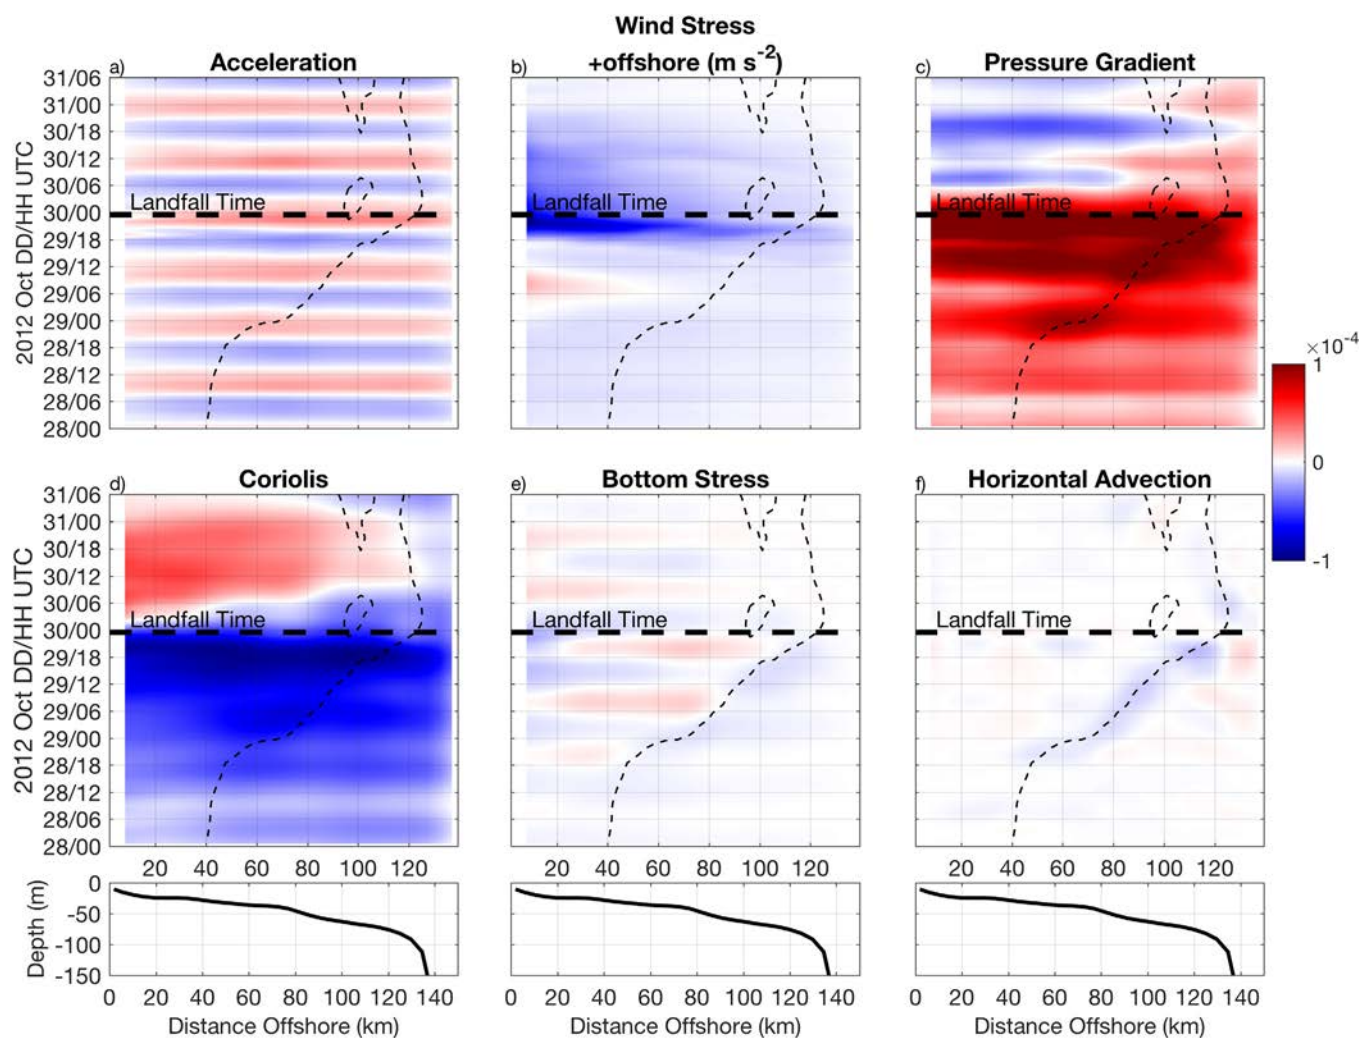 Wind Stress
a) Acceleration
b) +offshore (m s⁻²)
c) Pressure Gradient
31/06
31/00
30/18
30/12
30/06
30/00
29/18
29/12
29/06
29/00
28/18
28/12
28/06
28/00
2012 Oct DD/HH UTC
Landfall Time
Landfall Time
Landfall Time
×10⁻⁴
1
0
-1
d) Coriolis
e) Bottom Stress
f) Horizontal Advection
31/06
31/00
30/18
30/12
30/06
30/00
29/18
29/12
29/06
29/00
28/18
28/12
28/06
28/00
2012 Oct DD/HH UTC
Landfall Time
Landfall Time
Landfall Time
20 40 60 80 100 120
20 40 60 80 100 120
20 40 60 80 100 120
0
-50
-100
-150
Depth (m)
0 20 40 60 80 100 120 140
0 20 40 60 80 100 120 140
0 20 40 60 80 100 120 140
Distance Offshore (km)
Distance Offshore (km)
Distance Offshore (km)